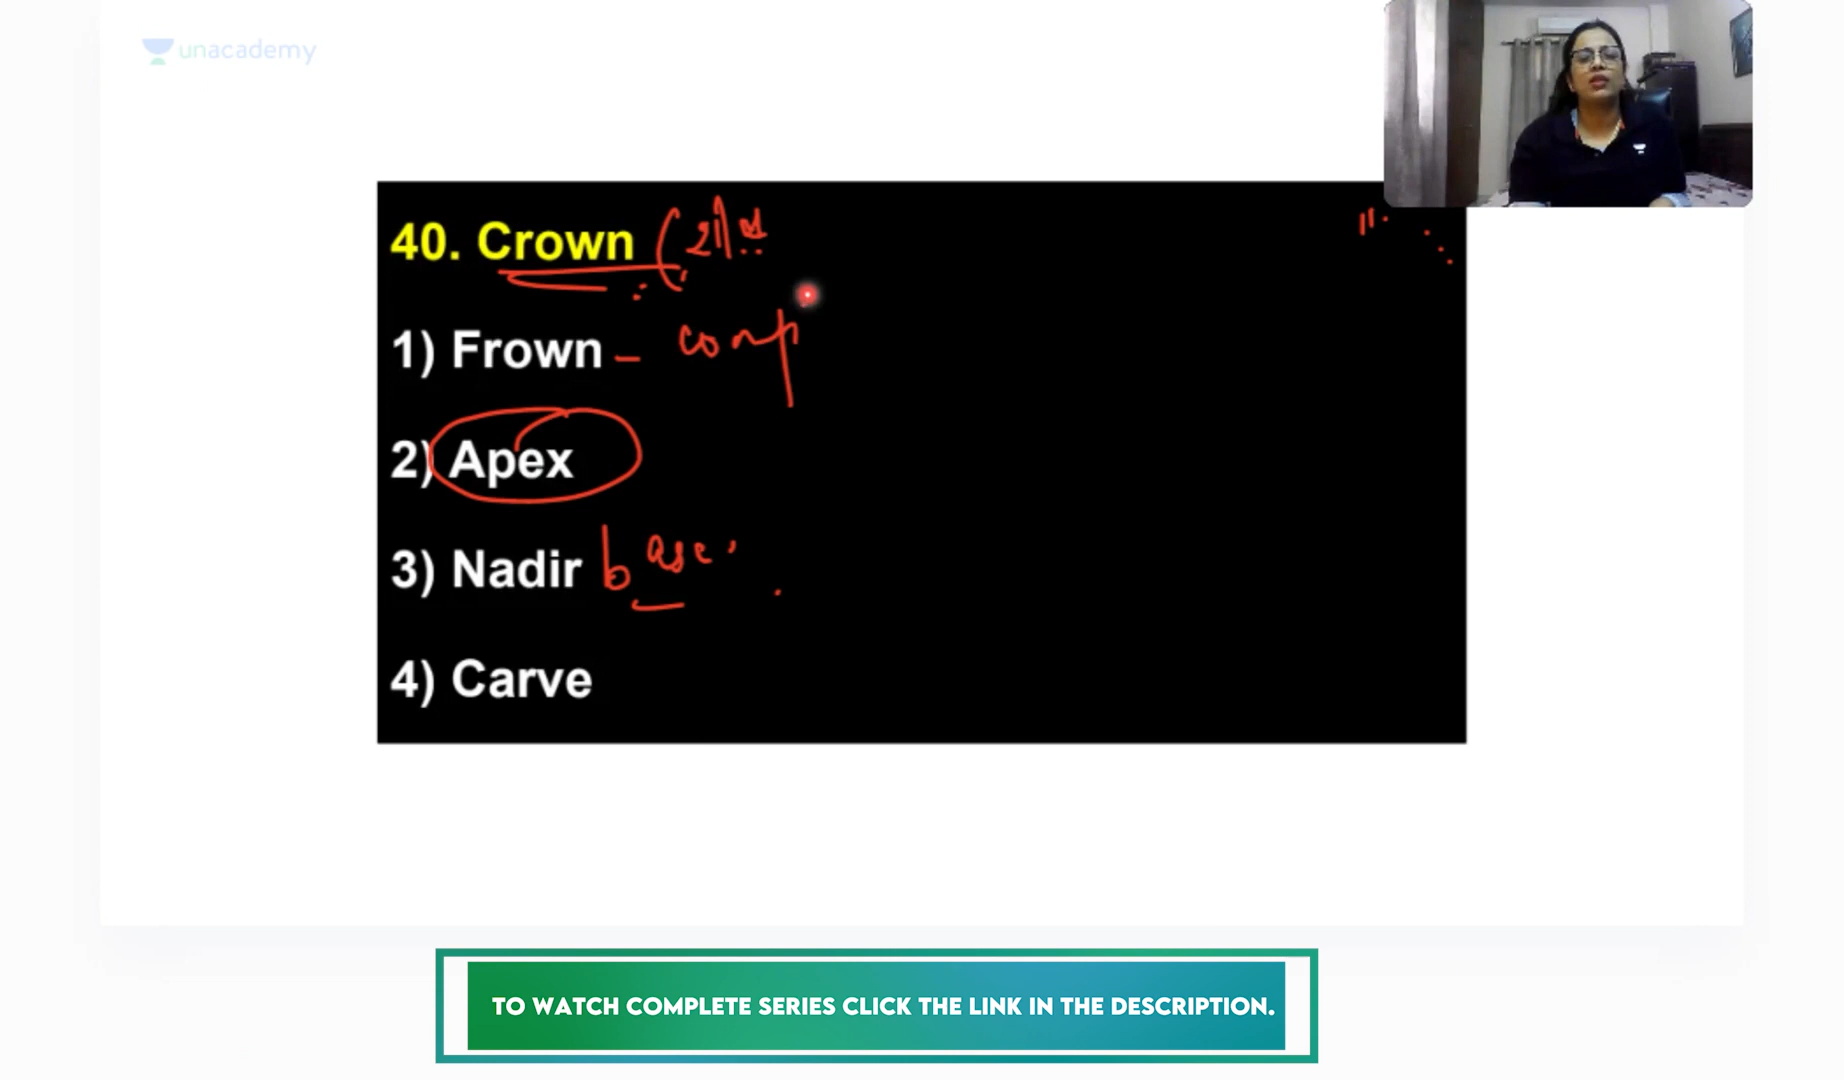 unacademy
40. Crown
1) Frown - comp
2) Apex
3) Nadir base
4) Carve
TO WATCH COMPLETE SERIES CLICK THE LINK IN THE DESCRIPTION.